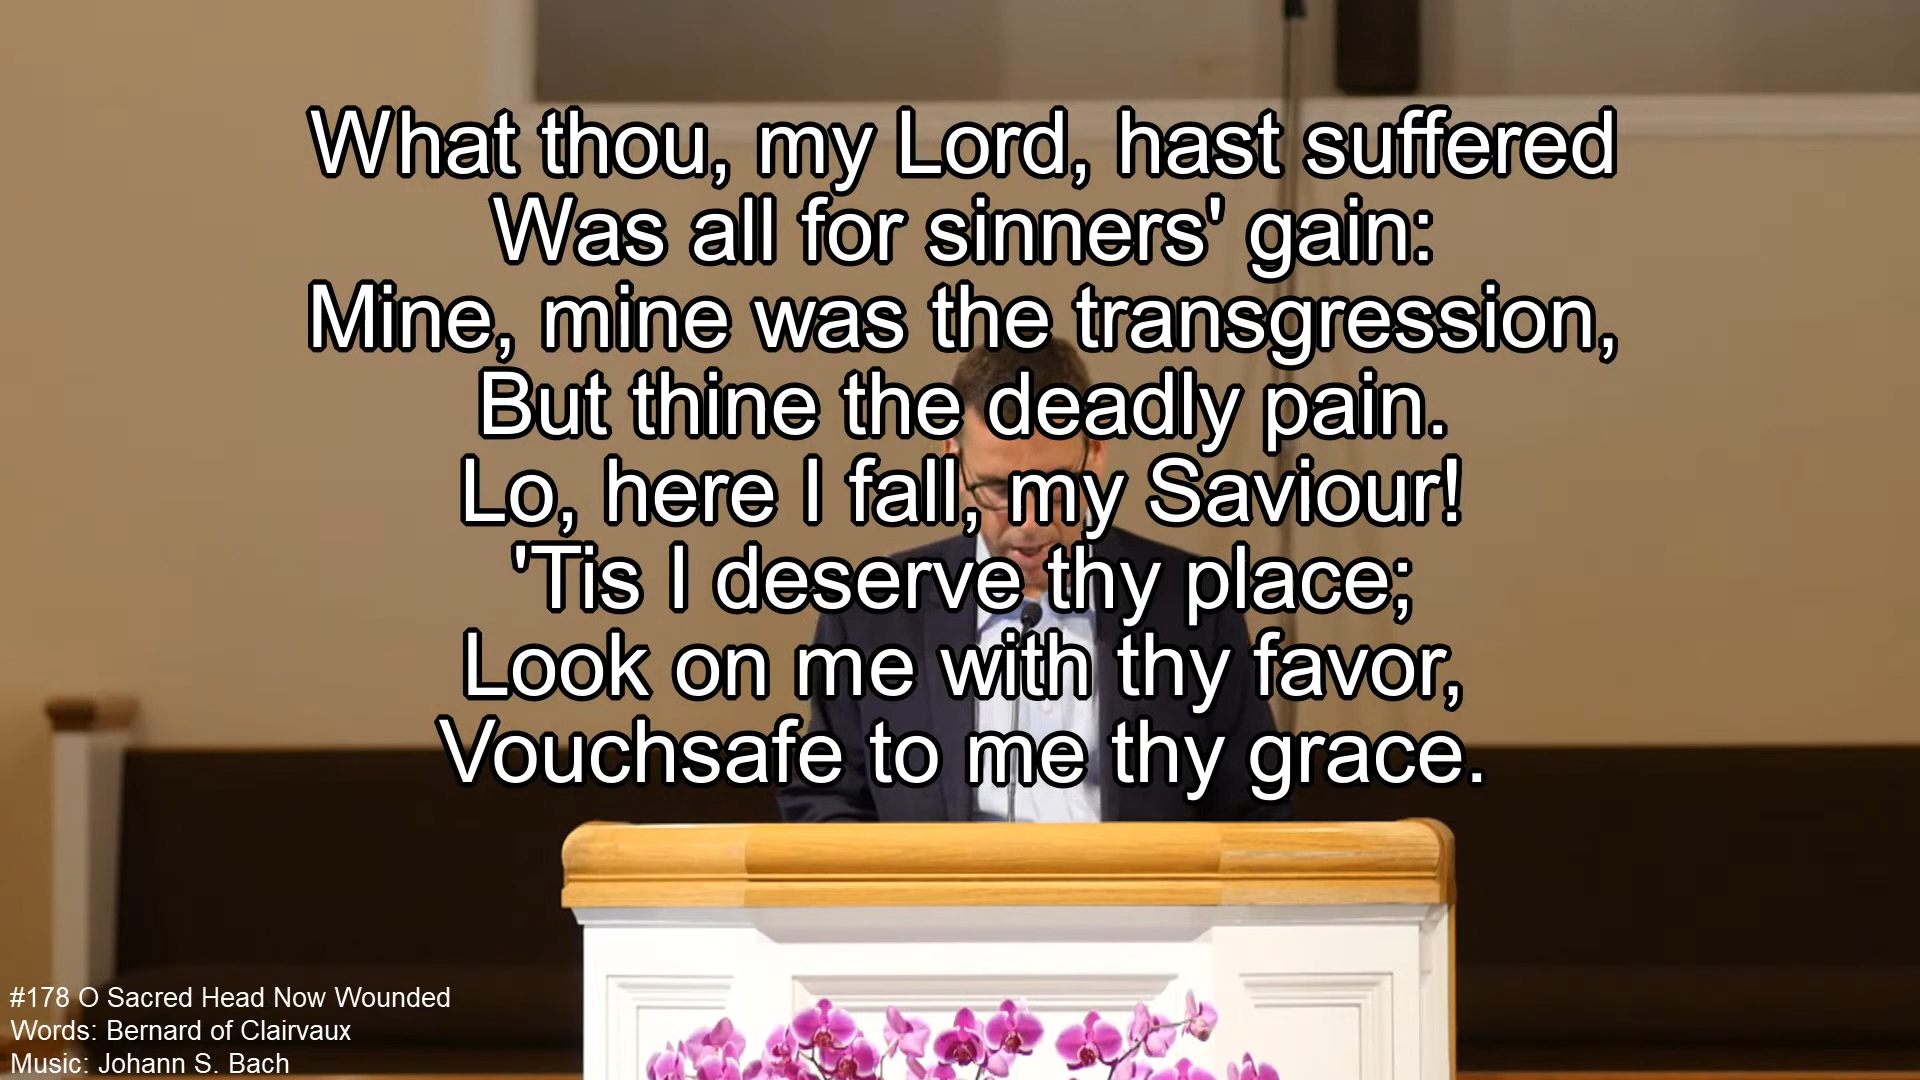 What thou, my Lord, hast suffered
Was all for sinners' gain:
Mine, mine was the transgression,
But thine the deadly pain.
Lo, here I fall, my Saviour!
'Tis I deserve thy place;
Look on me with thy favor,
Vouchsafe to me thy grace.
#178 O Sacred Head Now Wounded
Words: Bernard of Clairvaux
Music: Johann S. Bach